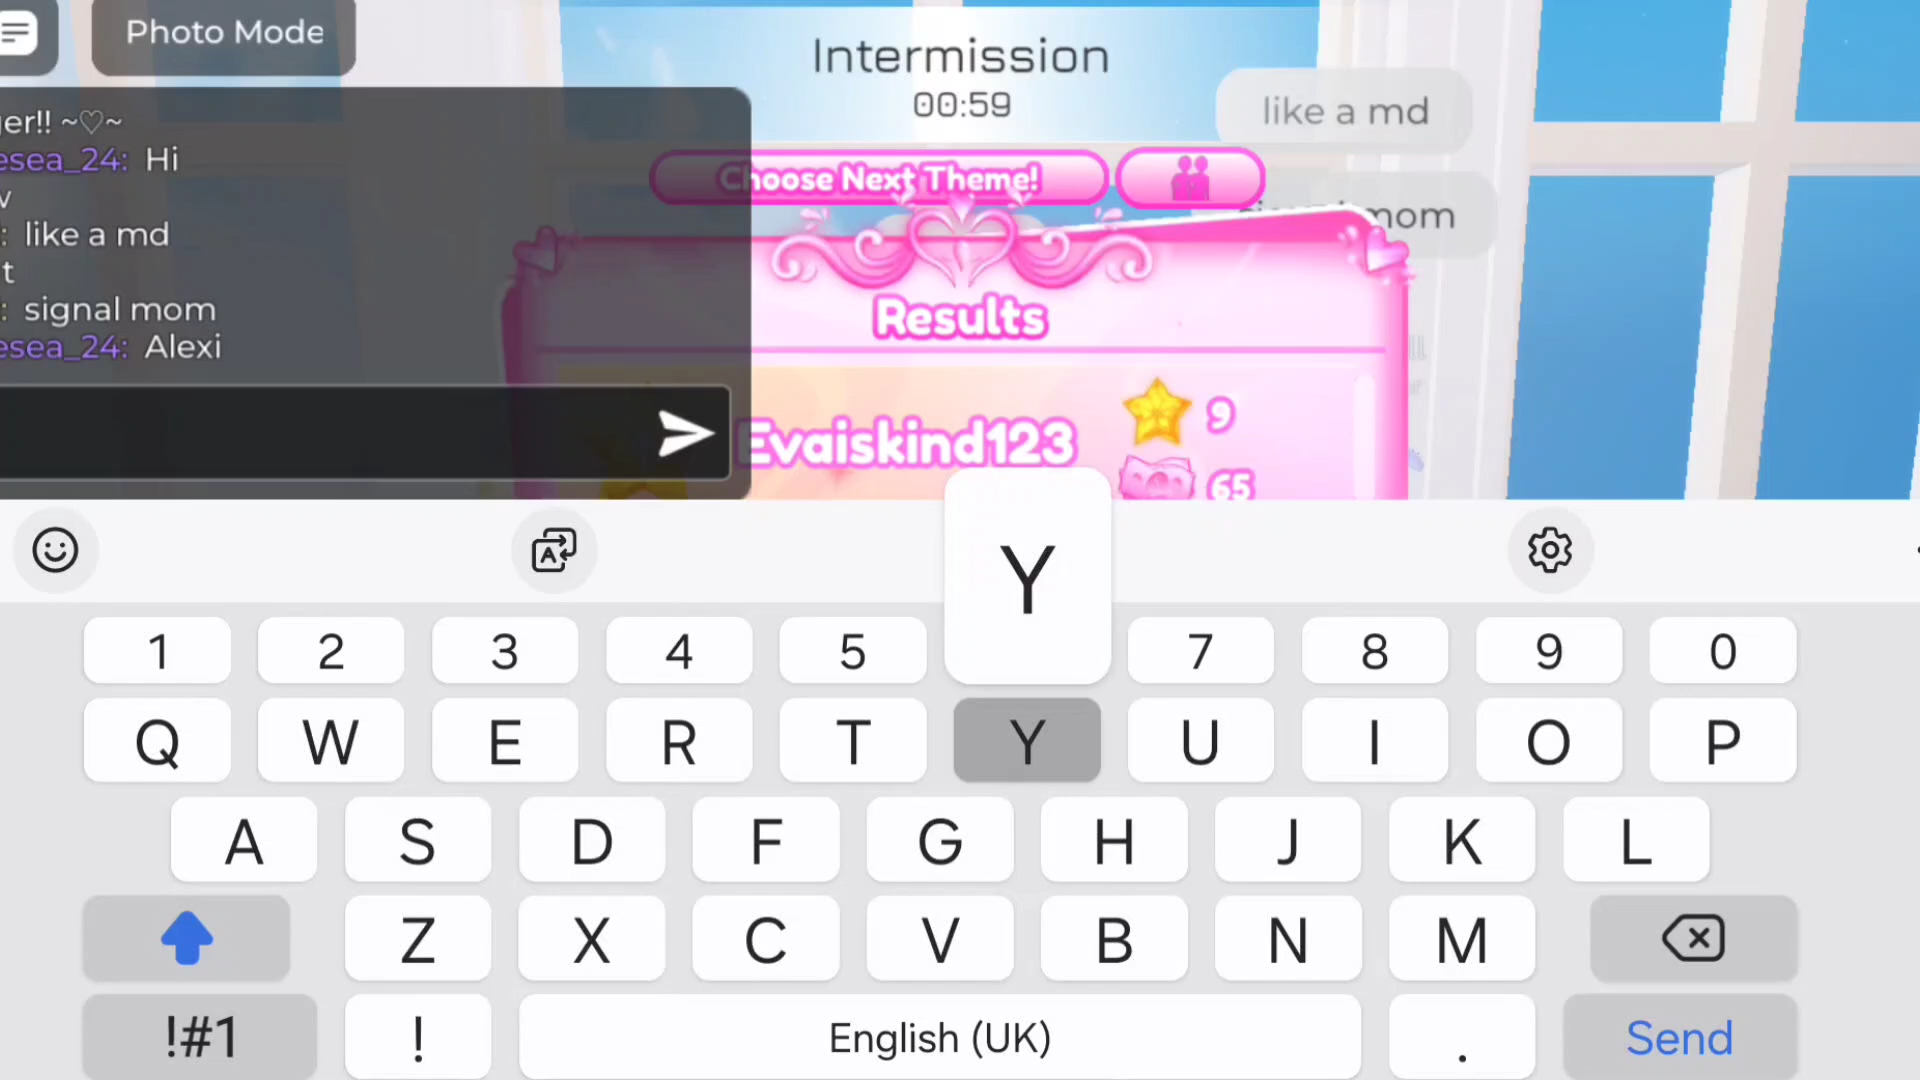 Photo Mode
Intermission
00:59
like a md
Choose Next Theme!
mom
ger!! ~♡~
esea_24: Hi
: like a md
t
: signal mom
esea_24: Alexi
Results
Evaiskind123
9
65
Y
1 2 3 4 5 7 8 9 0
Q W E R T Y U I O P
A S D F G H J K L
Z X C V B N M
!#1 ! English (UK) . Send